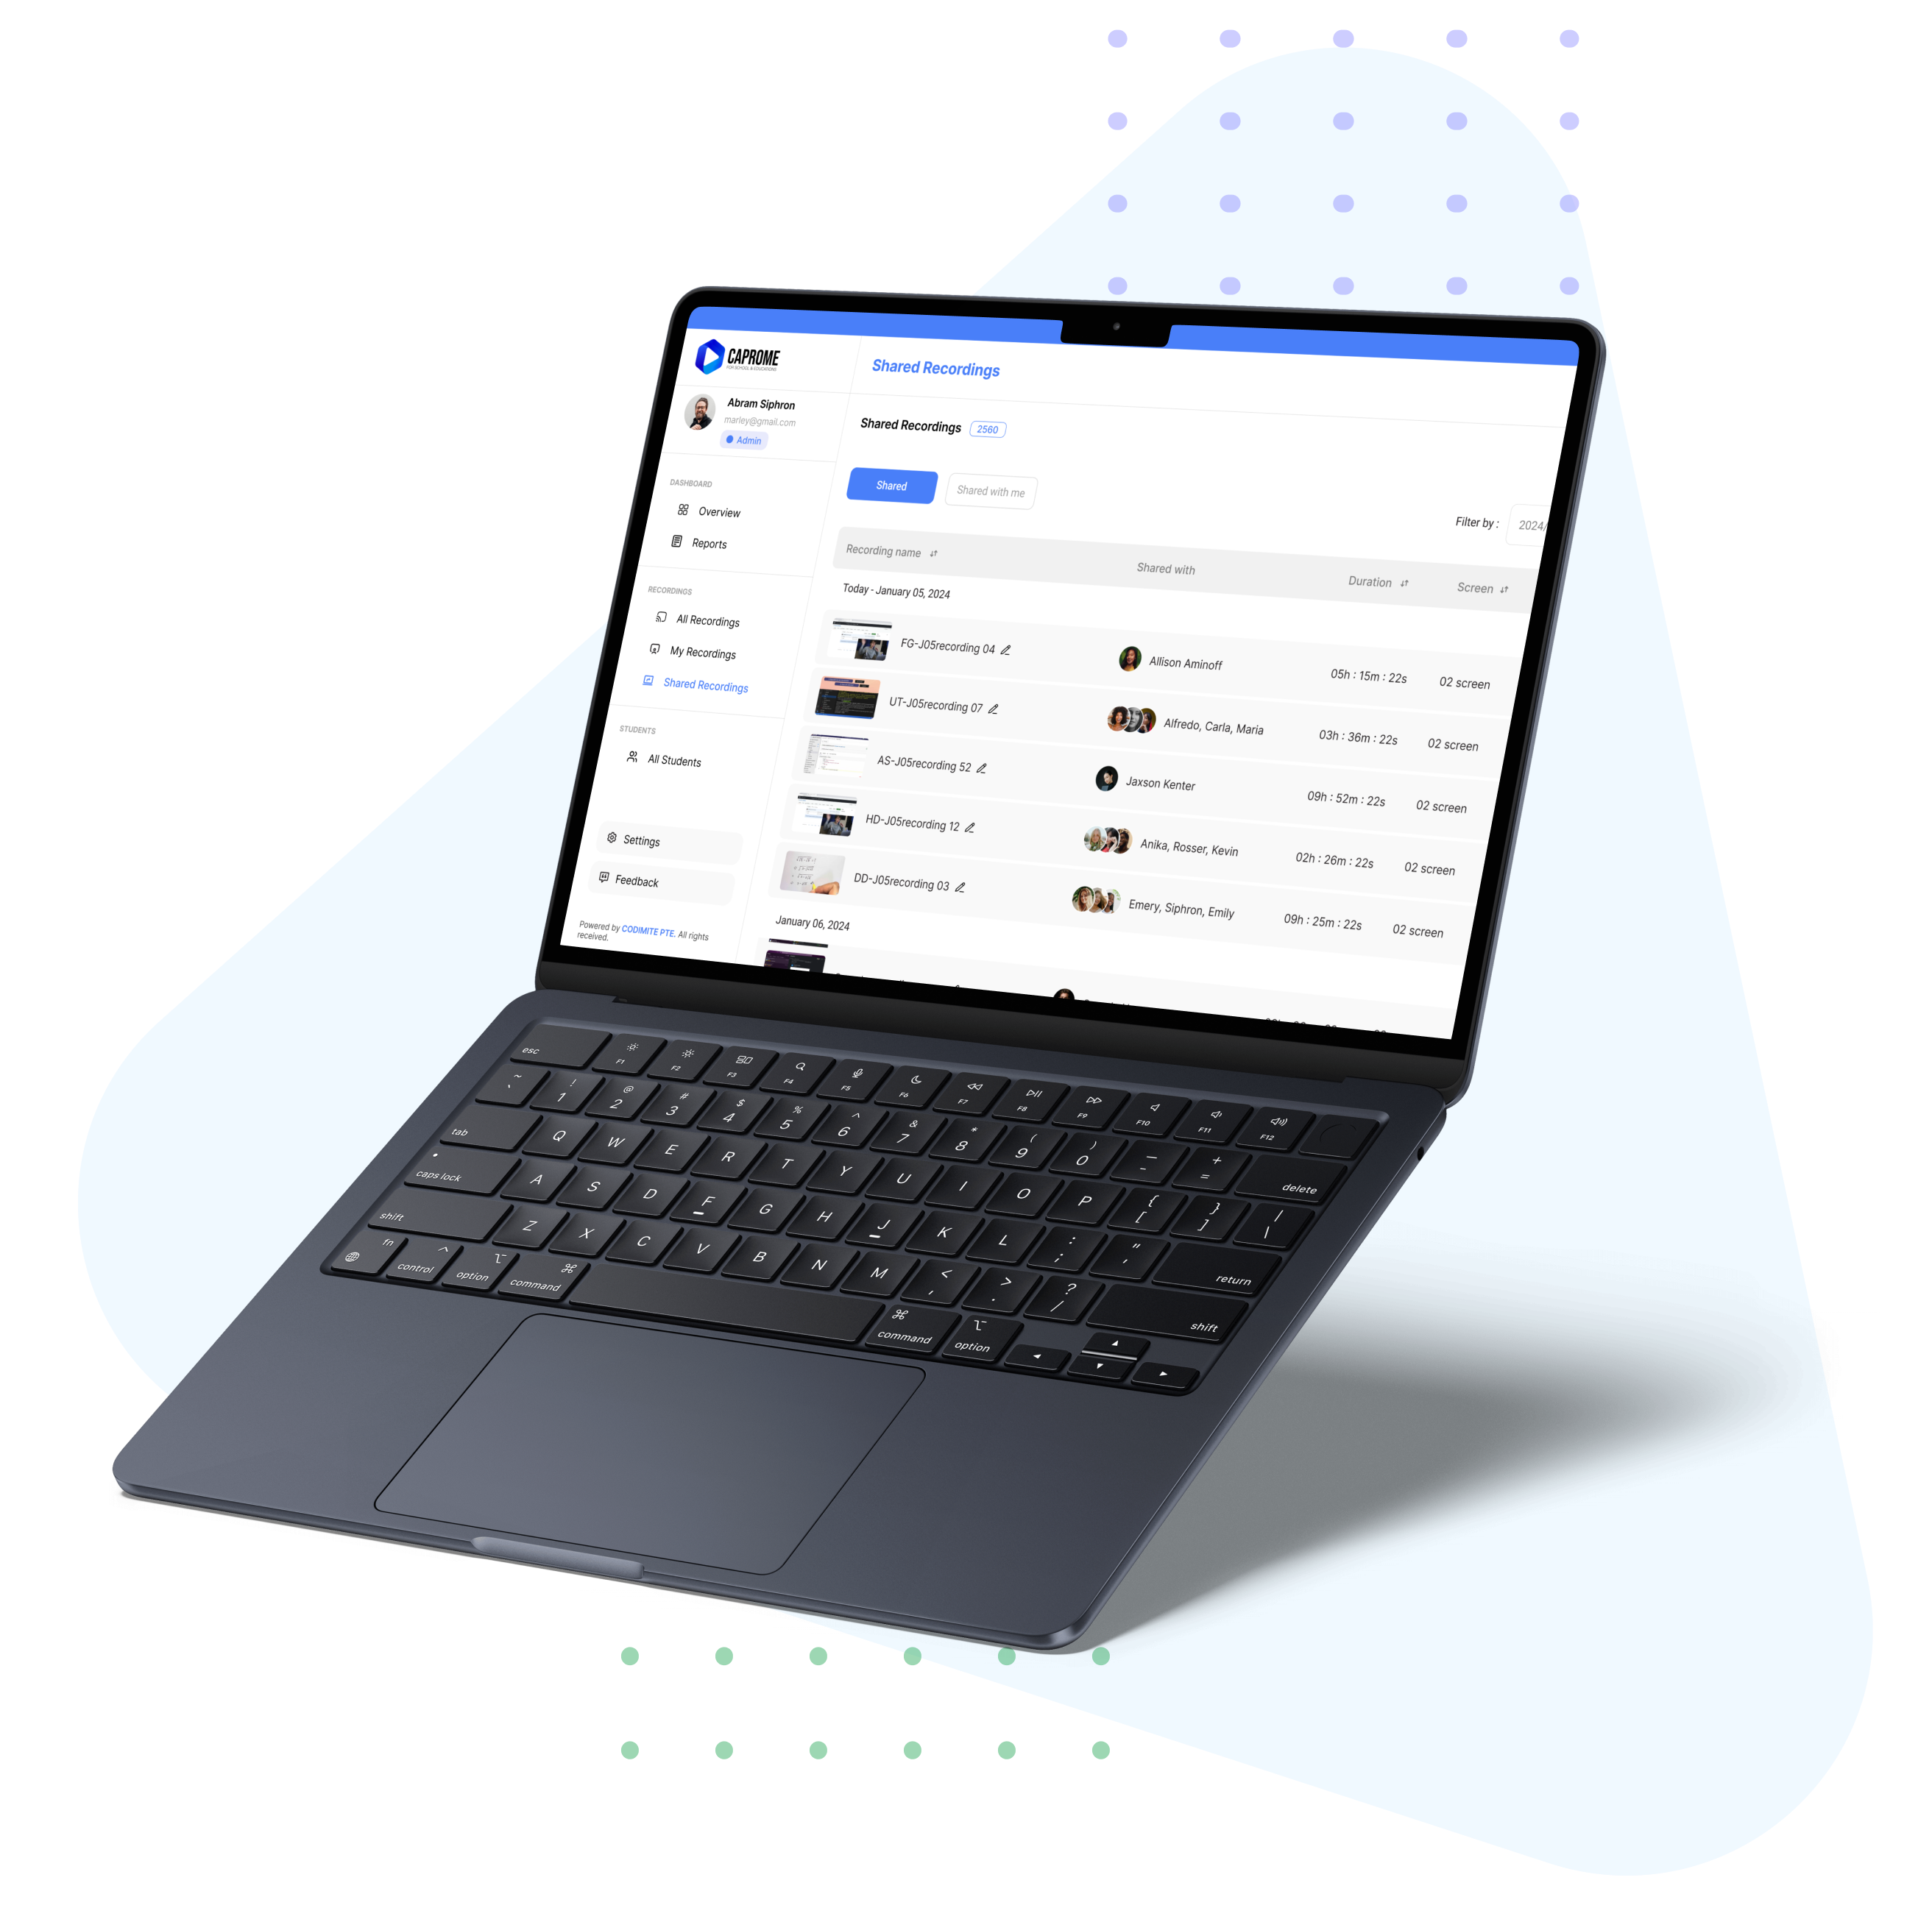 CAPROME
FOR SCHOOL & EDUCATIONS
Shared Recordings
Abram Siphron
marley@gmail.com
Admin
Shared Recordings 2560
DASHBOARD
Overview
Reports
Shared
Shared with me
Filter by :
2024/
Recording name
Shared with
Duration
Screen
RECORDINGS
All Recordings
My Recordings
Shared Recordings
Today - January 05, 2024
FG-J05recording 04
Allison Aminoff
05h : 15m : 22s
02 screen
UT-J05recording 07
Alfredo, Carla, Maria
03h : 36m : 22s
02 screen
AS-J05recording 52
Jaxson Kenter
09h : 52m : 22s
02 screen
HD-J05recording 12
Anika, Rosser, Kevin
02h : 26m : 22s
02 screen
DD-J05recording 03
Emery, Siphron, Emily
09h : 25m : 22s
02 screen
January 06, 2024
STUDENTS
All Students
Settings
Feedback
Powered by CODIMITE PTE. All rights
received.
esc F1 F2 F3 F4 F5 F6 F7 F8 F9 F10 F11 F12
~ ` ! 1 @ 2 # 3 $ 4 % 5 ^ 6 & 7 * 8 ( 9 ) 0 — - + = delete
tab Q W E R T Y U I O P { [ } ] / |
caps lock A S D F G H J K L : ; " ' return
shift Z X C V B N M < , > . ? / shift
fn control option command command option